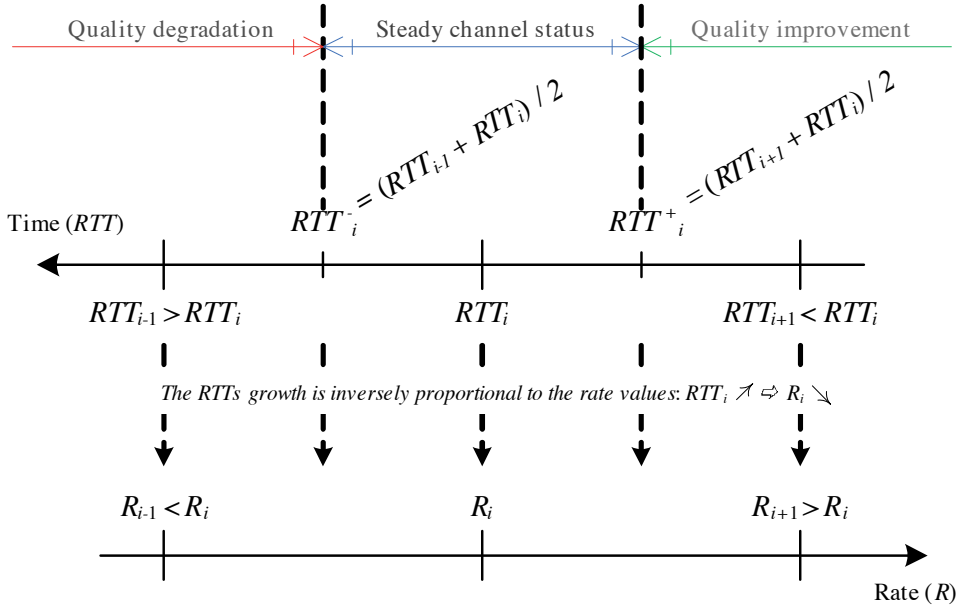 Quality degradation
Steady channel status
Quality improvement
RTT⁻ᵢ = (RTTᵢ₋₁ + RTTᵢ) / 2
RTT⁺ᵢ = (RTTᵢ₊₁ + RTTᵢ) / 2
Time (RTT)
RTTᵢ₋₁ > RTTᵢ
RTTᵢ
RTTᵢ₊₁ < RTTᵢ
The RTTs growth is inversely proportional to the rate values: RTTᵢ ↗ ⇨ Rᵢ ↘
Rᵢ₋₁ < Rᵢ
Rᵢ
Rᵢ₊₁ > Rᵢ
Rate (R)